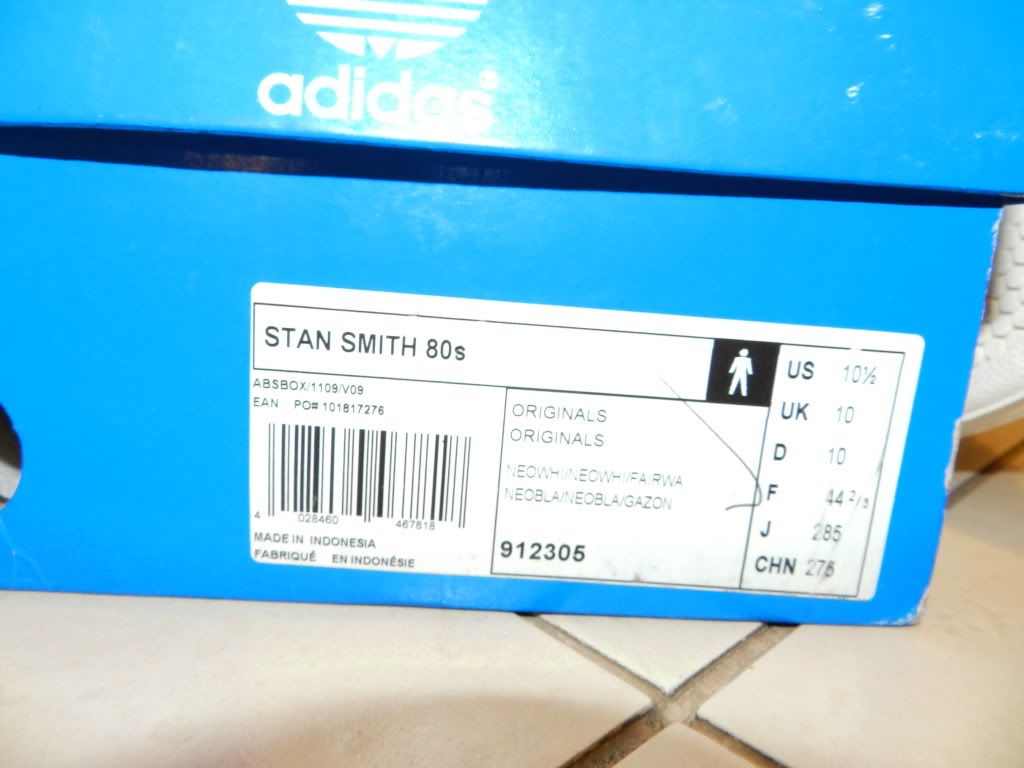 adidas®
STAN SMITH 80s
ABSBOX/1109/V09
EAN PO# 101817276
4 028460 467818
MADE IN INDONESIA
FABRIQUÉ EN INDONÉSIE
ORIGINALS
ORIGINALS
NEOWHI/NEOWHI/FAIRWA
NEOBLA/NEOBLA/GAZON
912305
US 10½
UK 10
D 10
F 44 2/3
J 285
CHN 275